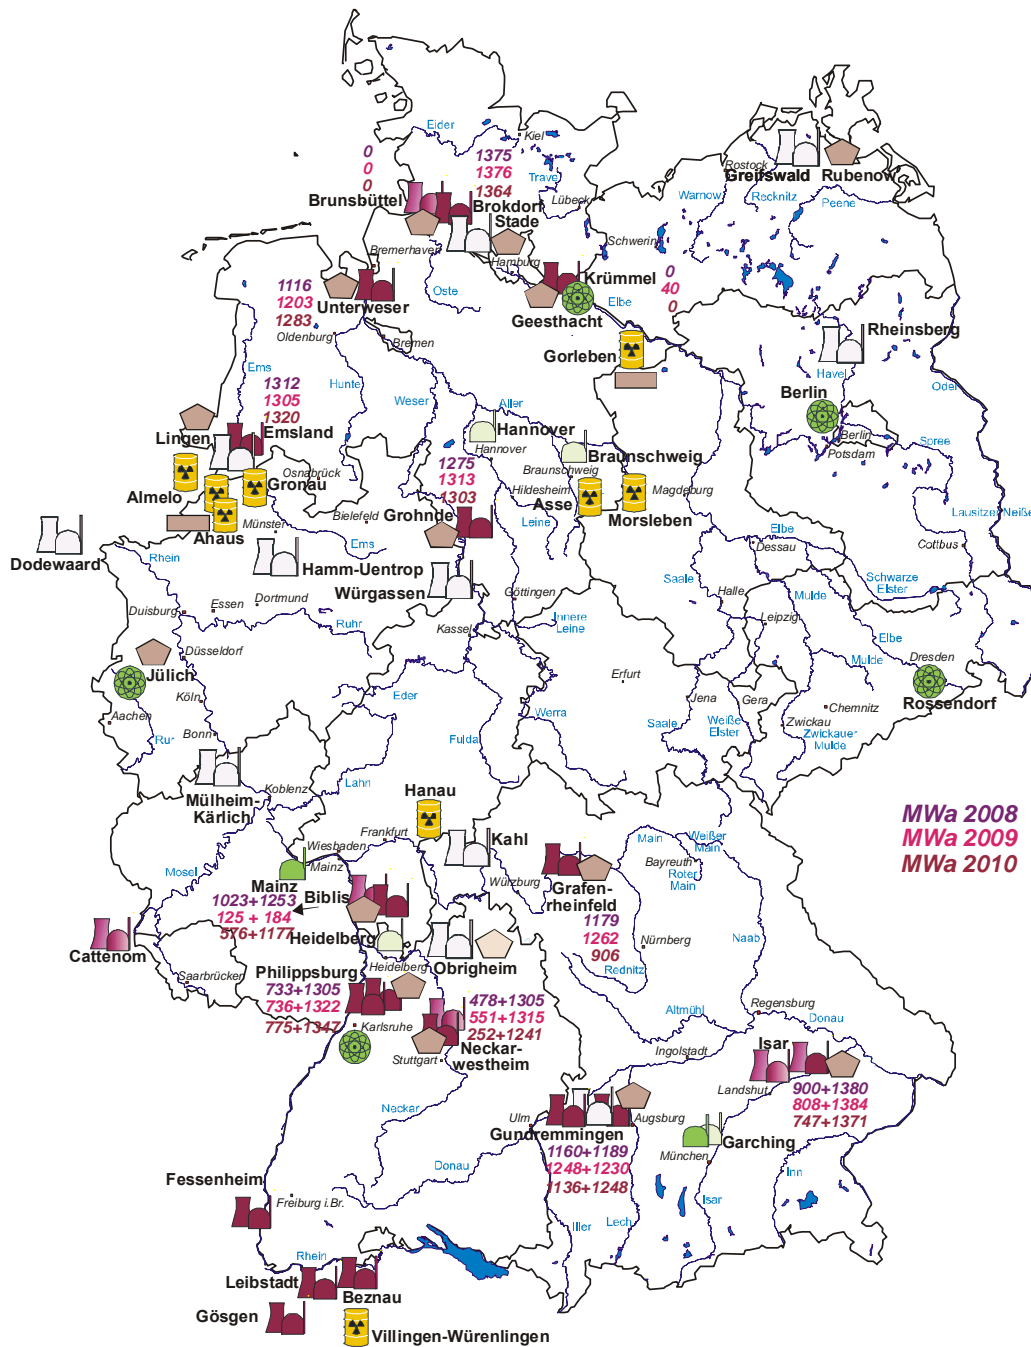 Eider
Kiel
0
0
0
1375
1376
1364
Trave
Lübeck
Brunsbüttel
Brokdorf
Stade
Rostock
Greifswald
Rubenow
Warnow
Recknitz
Peene
Schwerin
Bremerhaven
Hamburg
Krümmel
0
40
0
Oste
Geesthacht
Elbe
1116
1203
1283
Unterweser
Oldenburg
Bremen
Gorleben
Rheinsberg
Havel
Oder
Berlin
Berlin
Potsdam
Spree
Ems
Hunte
Weser
Aller
1312
1305
1320
Lingen
Emsland
Hannover
Hannover
Braunschweig
Braunschweig
Almelo
Gronau
Osnabrück
1275
1313
1303
Hildesheim
Asse
Magdeburg
Morsleben
Lausitzer Neiße
Ahaus
Münster
Bielefeld
Grohnde
Leine
Elbe
Dessau
Cottbus
Dodewaard
Rhein
Ems
Hamm-Uentrop
Würgassen
Göttingen
Saale
Halle
Schwarze
Elster
Mulde
Duisburg
Essen
Dortmund
Ruhr
Kassel
Innere
Leine
Leipzig
Elbe
Mulde
Dresden
Jülich
Düsseldorf
Köln
Eder
Erfurt
Jena
Gera
Rossendorf
Chemnitz
Aachen
Rur
Bonn
Fulda
Werra
Saale
Weiße
Elster
Zwickau
Zwickauer
Mulde
Mülheim-
Kärlich
Koblenz
Lahn
Hanau
Frankfurt
Wiesbaden
Mainz
Mainz
Kahl
Main
Weißer
Main
Bayreuth
Roter
Main
MWa 2008
MWa 2009
MWa 2010
Mosel
Würzburg
Grafen-
rheinfeld
1179
1262
906
1023+1253
125 + 184
576+1177
Biblis
Heidelberg
Heidelberg
Obrigheim
Nürnberg
Rednitz
Naab
Cattenom
Saarbrücken
Philippsburg
733+1305
736+1322
775+1347
Karlsruhe
478+1305
551+1315
252+1241
Neckar-
westheim
Stuttgart
Altmühl
Regensburg
Donau
Ingolstadt
Isar
Landshut
900+1380
808+1384
747+1371
Neckar
Ulm
Augsburg
Gundremmingen
1160+1189
1248+1230
1136+1248
Garching
München
Donau
Fessenheim
Freiburg i.Br.
Iller
Lech
Isar
Inn
Rhein
Leibstadt
Beznau
Gösgen
Villingen-Würenlingen